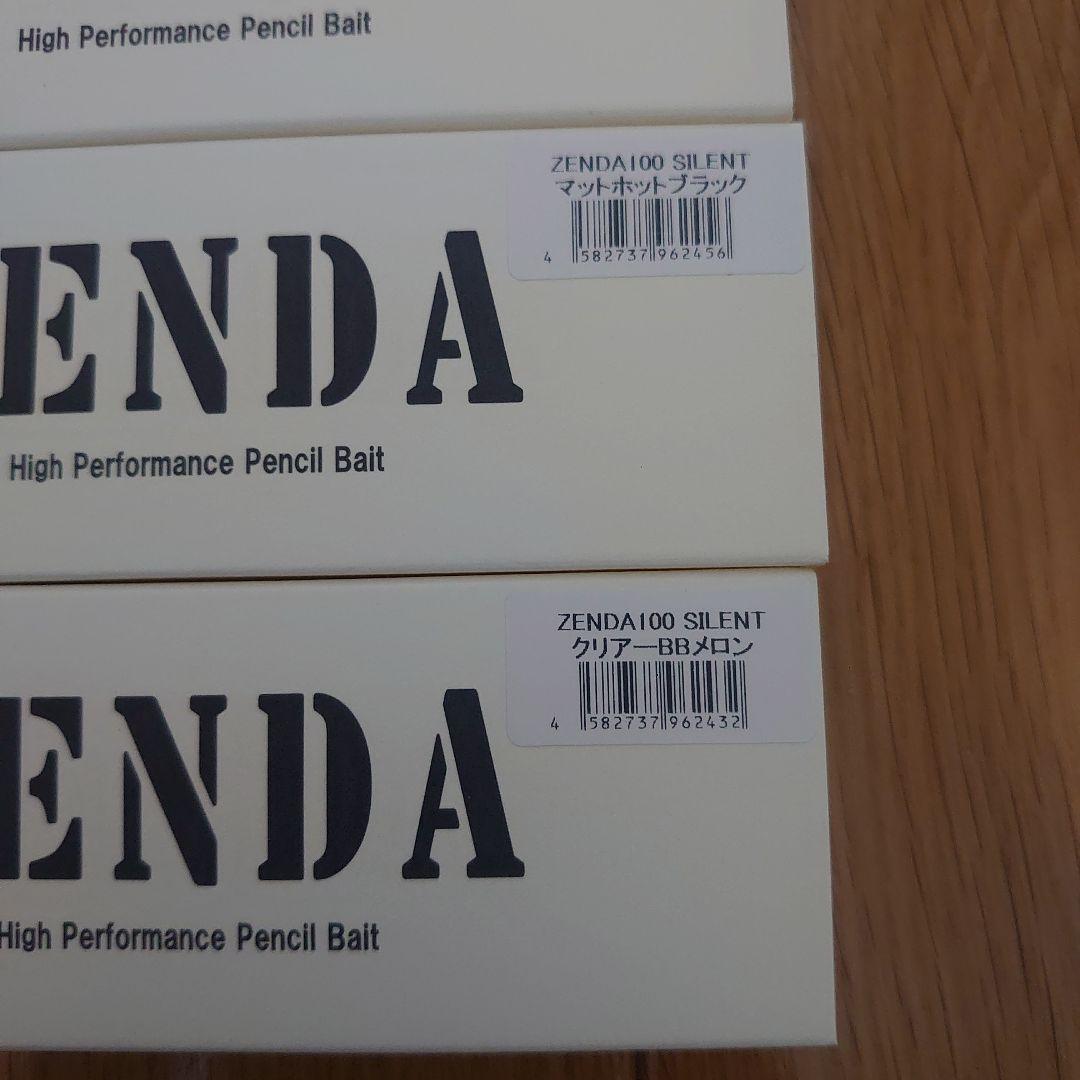 High Performance Pencil Bait
ZENDA100 SILENT
マットホットブラック
4 582737 962456
ENDA
High Performance Pencil Bait
ZENDA100 SILENT
クリアーBBメロン
4 582737 962432
ENDA
High Performance Pencil Bait